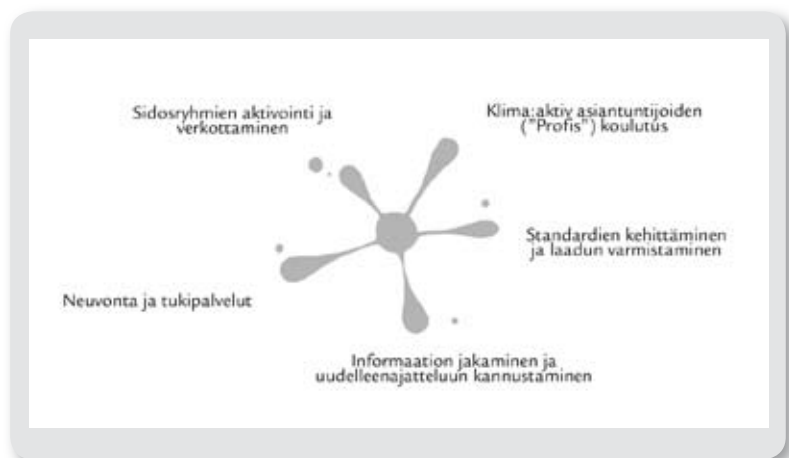 Sidosryhmien aktivointi ja
verkottaminen
Klima:aktiv asiantuntijoiden
("Profis") koulutus
Standardien kehittäminen
ja laadun varmistaminen
Neuvonta ja tukipalvelut
Informaation jakaminen ja
uudelleenajatteluun kannustaminen